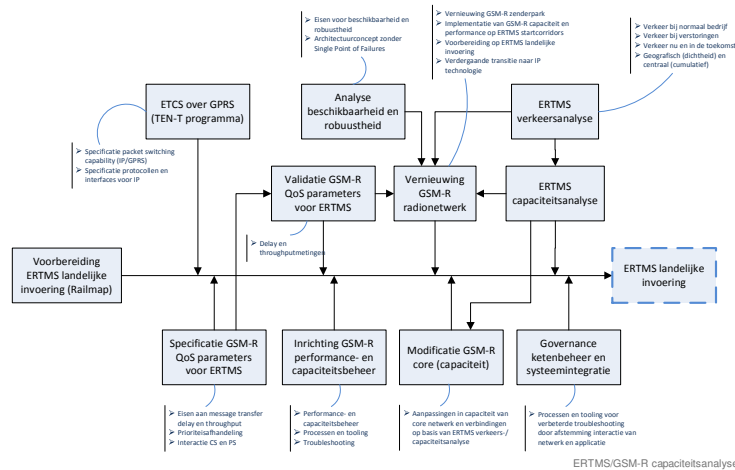 ➢ Eisen voor beschikbaarheid en
robuustheid
➢ Architectuurconcept zonder
Single Point of Failures
➢ Vernieuwing GSM-R zenderpark
➢ Implementatie van GSM-R capaciteit en
performance op ERTMS startcorridors
➢ Voorbereiding op ERTMS landelijke
invoering
➢ Verdergaande transitie naar IP
technologie
➢ Verkeer bij normaal bedrijf
➢ Verkeer bij verstoringen
➢ Verkeer nu en in de toekomst
➢ Geografisch (dichtheid) en
centraal (cumulatief)
ETCS over GPRS
(TEN-T programma)
Analyse
beschikbaarheid en
robuustheid
ERTMS
verkeersanalyse
➢ Specificatie packet switching
capability (IP/GPRS)
➢ Specificatie protocollen en
interfaces voor IP
Validatie GSM-R
QoS parameters
voor ERTMS
Vernieuwing
GSM-R
radionetwerk
ERTMS
capaciteitsanalyse
➢ Delay en
throughputmetingen
Voorbereiding
ERTMS landelijke
invoering (Railmap)
ERTMS landelijke
invoering
Specificatie GSM-R
QoS parameters
voor ERTMS
Inrichting GSM-R
performance- en
capaciteitsbeheer
Modificatie GSM-R
core (capaciteit)
Governance
ketenbeheer en
systeemintegratie
➢ Eisen aan message transfer
delay en throughput
➢ Prioriteitsafhandeling
➢ Interactie CS en PS
➢ Performance- en
capaciteitsbeheer
➢ Processen en tooling
➢ Troubleshooting
➢ Aanpassingen in capaciteit van
core netwerk en verbindingen
op basis van ERTMS verkeers-/
capaciteitsanalyse
➢ Processen en tooling voor
verbeterde troubleshooting
door afstemming interactie van
netwerk en applicatie
ERTMS/GSM-R capaciteitsanalyse